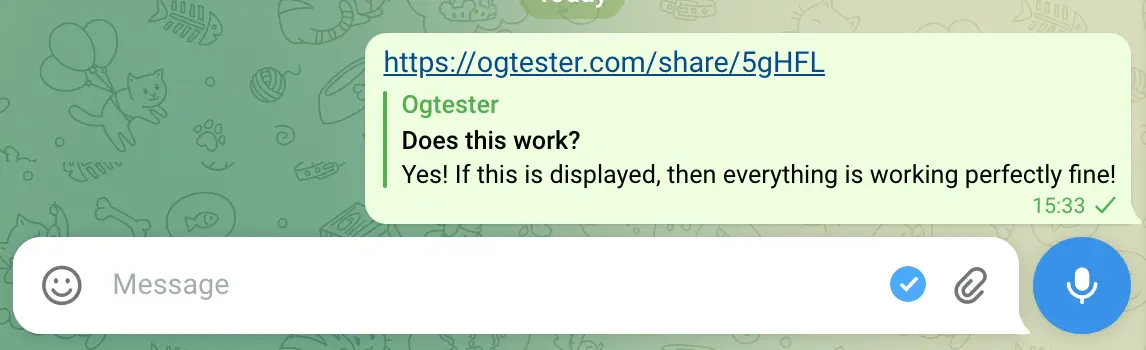 Today
https://ogtester.com/share/5gHFL
Ogtester
Does this work?
Yes! If this is displayed, then everything is working perfectly fine!
15:33
Message